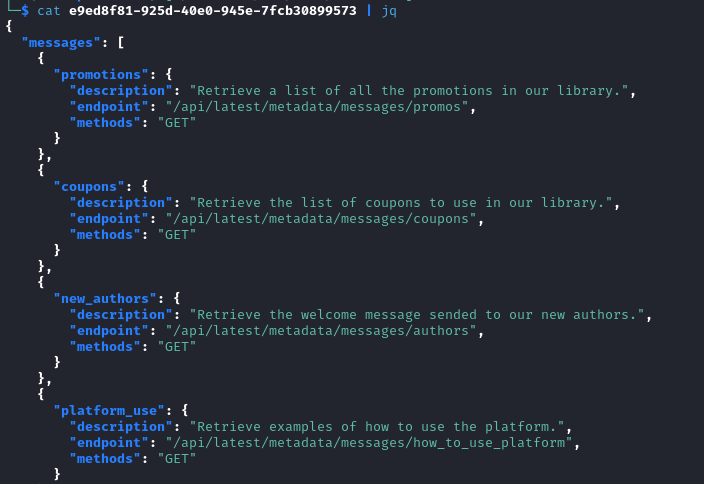 └─$ cat e9ed8f81-925d-40e0-945e-7fcb30899573 | jq
{
  "messages": [
    {
      "promotions": {
        "description": "Retrieve a list of all the promotions in our library.",
        "endpoint": "/api/latest/metadata/messages/promos",
        "methods": "GET"
      }
    },
    {
      "coupons": {
        "description": "Retrieve the list of coupons to use in our library.",
        "endpoint": "/api/latest/metadata/messages/coupons",
        "methods": "GET"
      }
    },
    {
      "new_authors": {
        "description": "Retrieve the welcome message sended to our new authors.",
        "endpoint": "/api/latest/metadata/messages/authors",
        "methods": "GET"
      }
    },
    {
      "platform_use": {
        "description": "Retrieve examples of how to use the platform.",
        "endpoint": "/api/latest/metadata/messages/how_to_use_platform",
        "methods": "GET"
      }